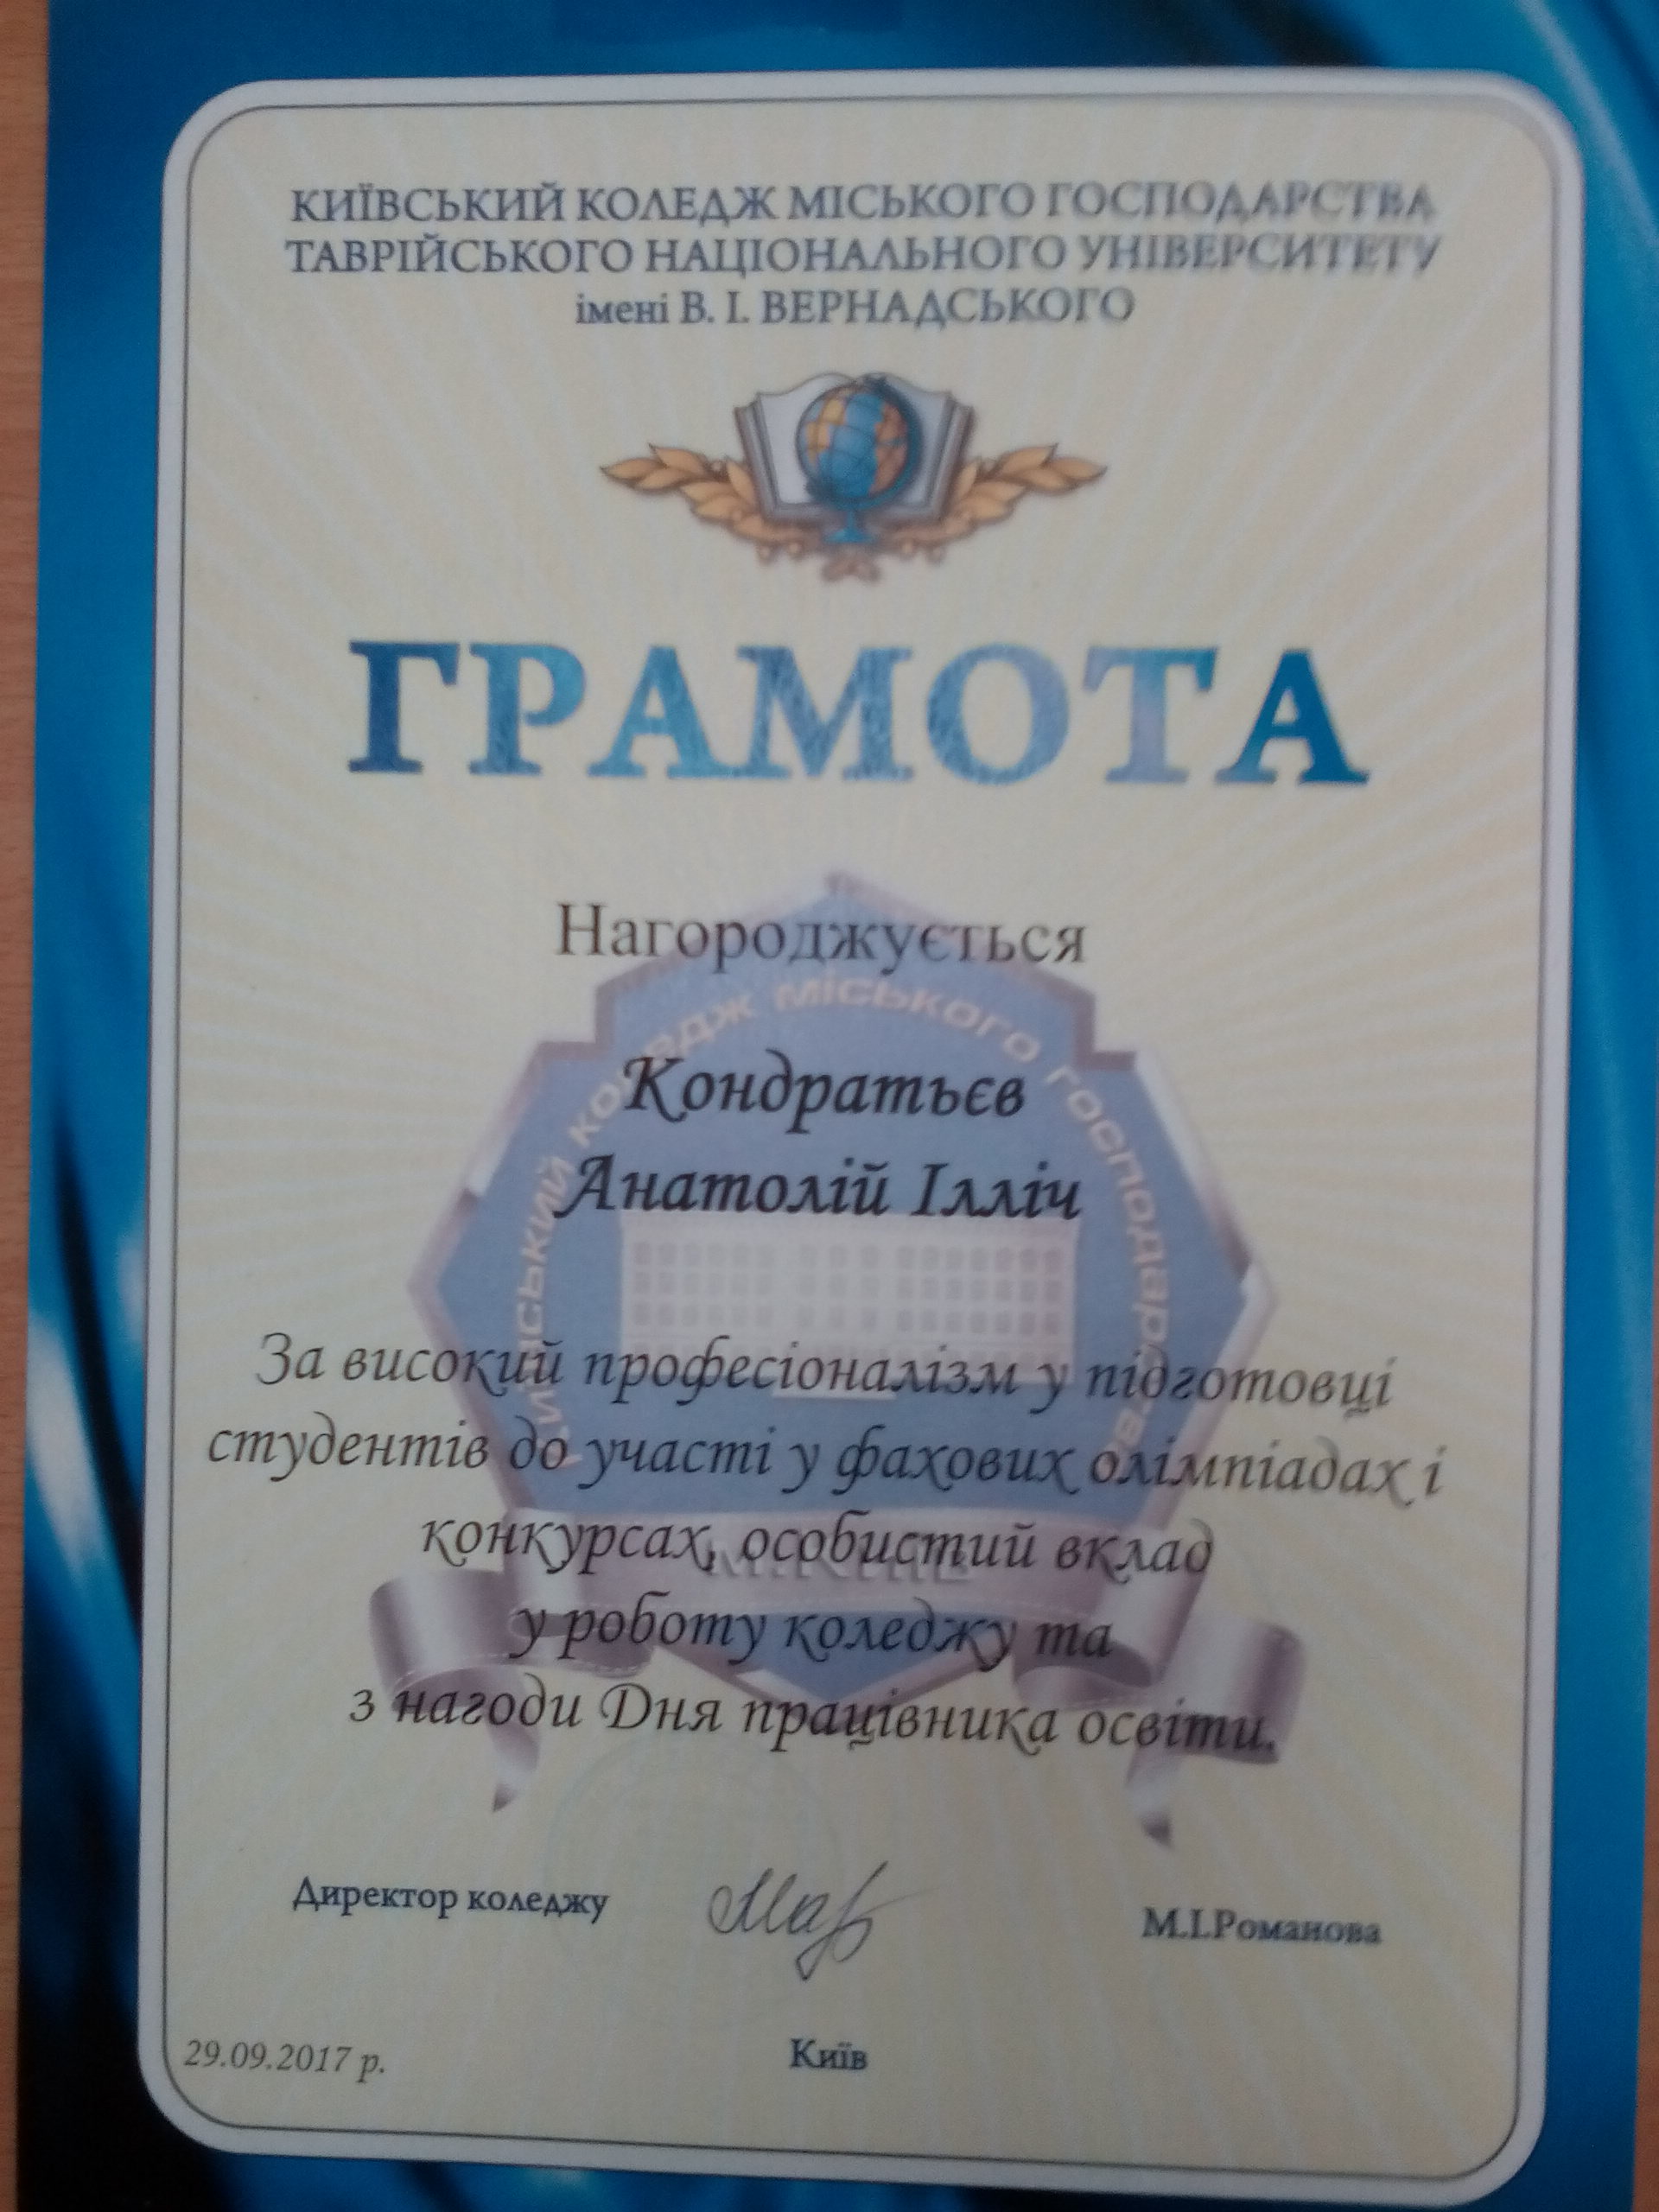 КИЇВСЬКИЙ КОЛЕДЖ МІСЬКОГО ГОСПОДАРСТВА
ТАВРІЙСЬКОГО НАЦІОНАЛЬНОГО УНІВЕРСИТЕТУ
імені В. І. ВЕРНАДСЬКОГО
ГРАМОТА
Нагороджується
київський коледж міського господарства
Кондратьєв
Анатолій Ілліч
За високий професіоналізм у підготовці
студентів до участі у фахових олімпіадах і
конкурсах, особистий вклад
у роботу коледжу та
з нагоди Дня працівника освіти.
Директор коледжу
М.І.Романова
29.09.2017 р.
Київ